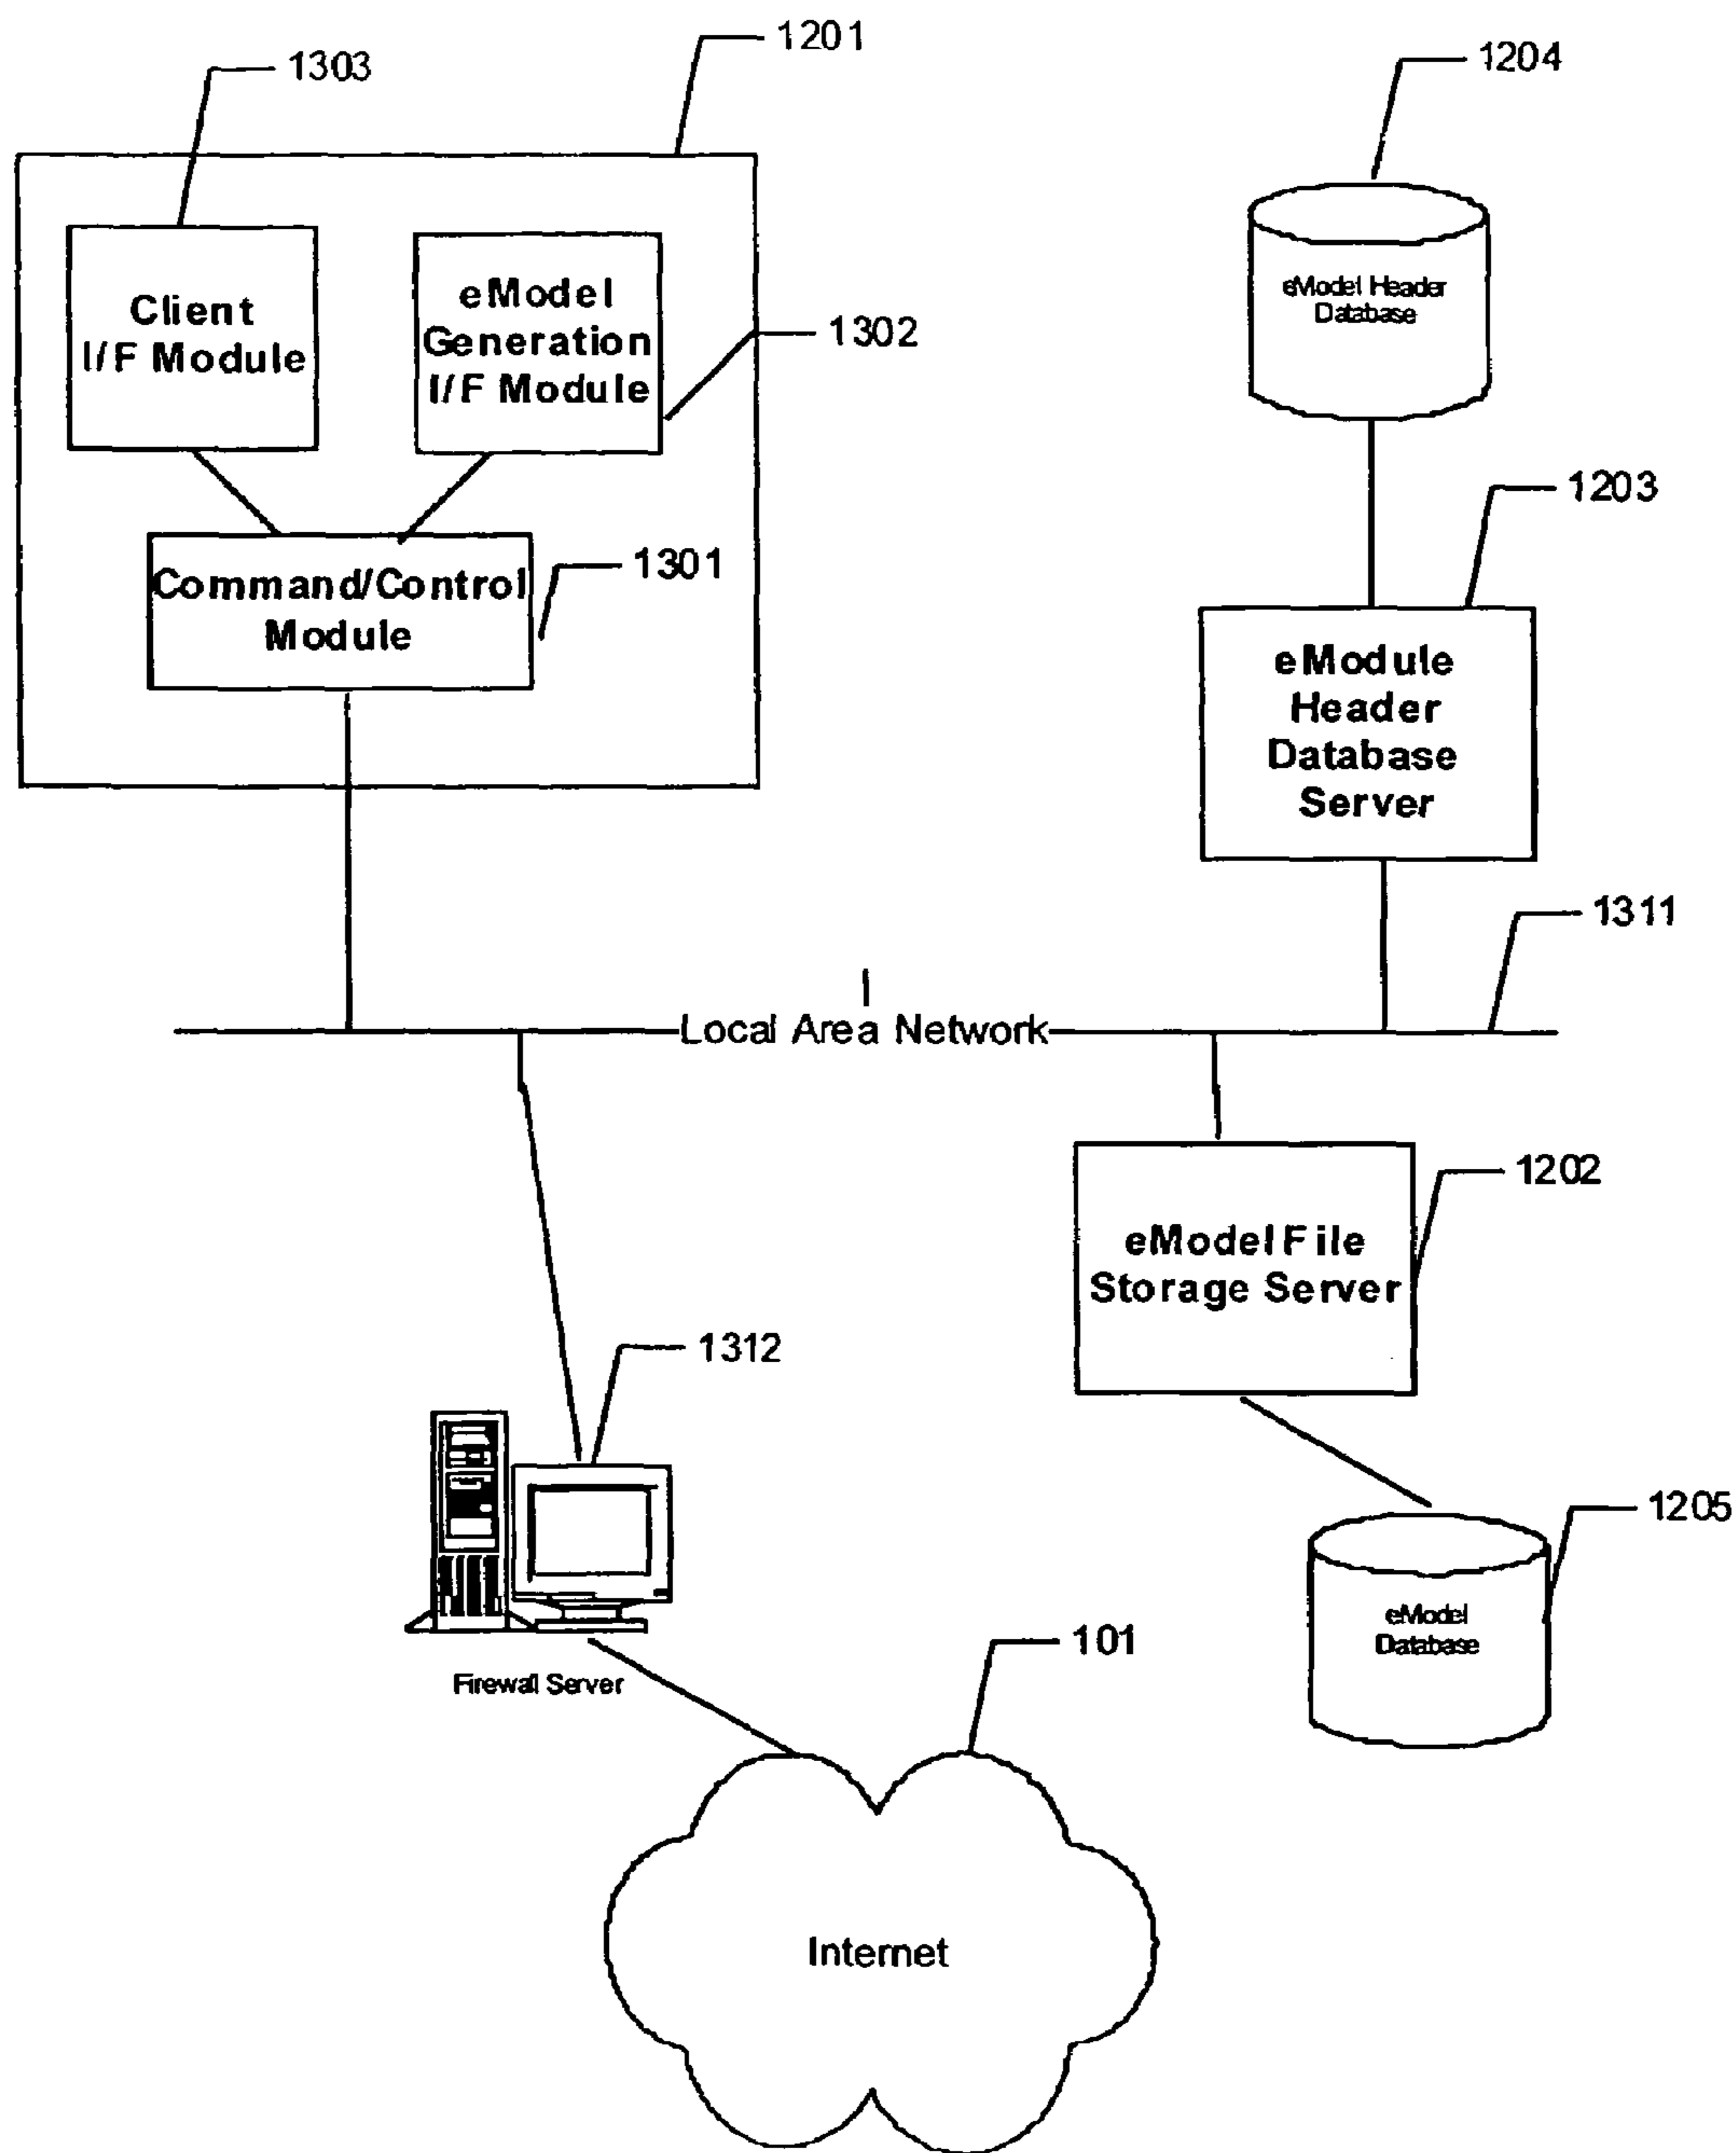 1201
1303
1204
Client
I/F Module
eModel
Generation
I/F Module
1302
eModel Header
Database
1203
1301
Command/Control
Module
eModule
Header
Database
Server
1311
Local Area Network
1202
eModel File
Storage Server
1312
1205
eModel
Database
Firewall Server
101
Internet